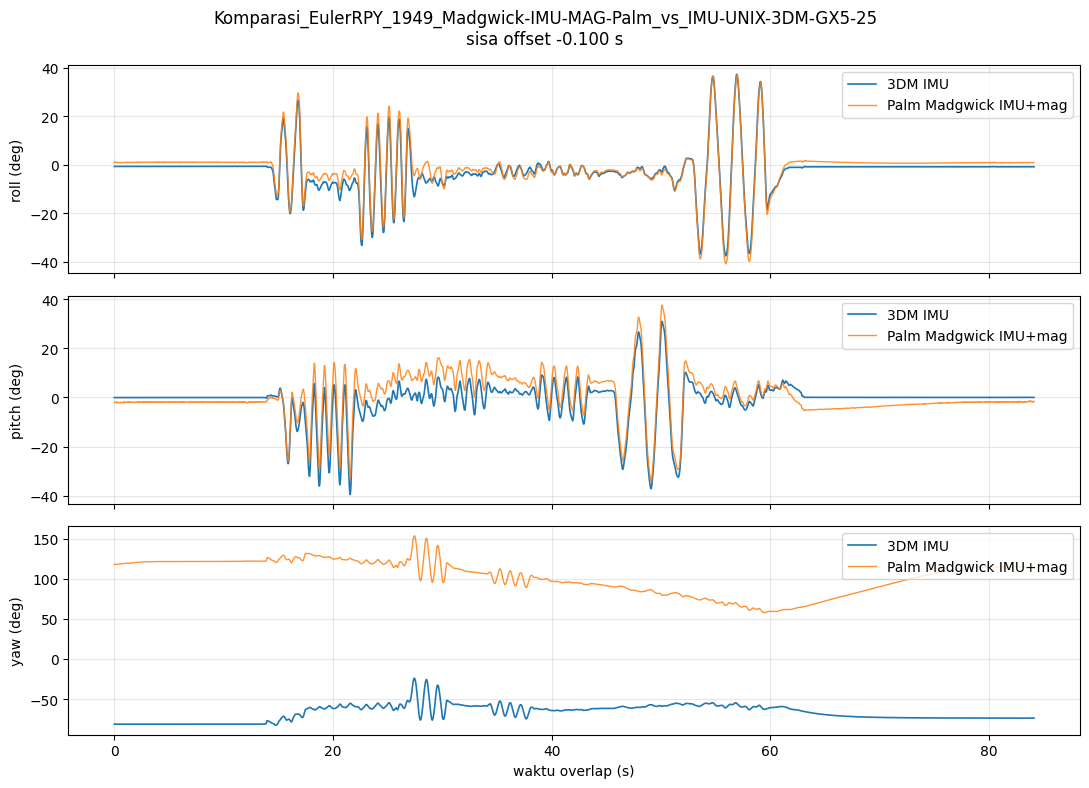 Komparasi_EulerRPY_1949_Madgwick-IMU-MAG-Palm_vs_IMU-UNIX-3DM-GX5-25
sisa offset -0.100 s
40
20
0
−20
−40
roll (deg)
3DM IMU
Palm Madgwick IMU+mag
40
20
0
−20
−40
pitch (deg)
3DM IMU
Palm Madgwick IMU+mag
150
100
50
0
−50
yaw (deg)
3DM IMU
Palm Madgwick IMU+mag
0 20 40 60 80
waktu overlap (s)